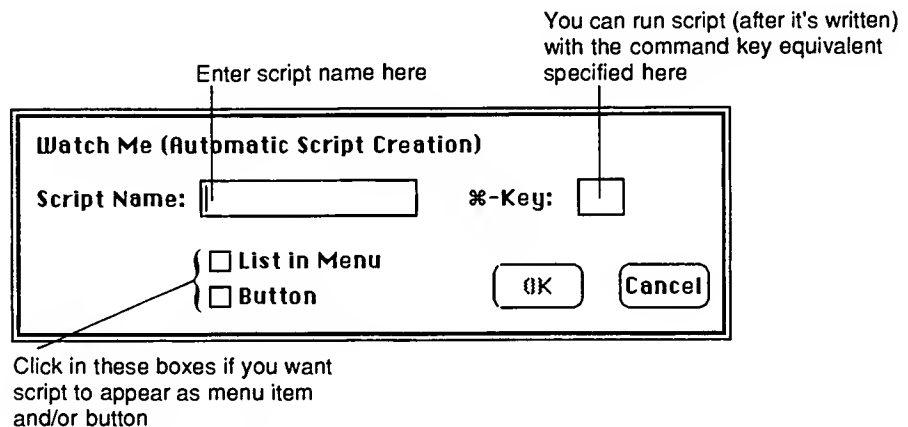 You can run script (after it's written)
with the command key equivalent
specified here
Enter script name here
Watch Me (Automatic Script Creation)
Script Name:
⌘-Key:
List in Menu
Button
OK
Cancel
Click in these boxes if you want
script to appear as menu item
and/or button